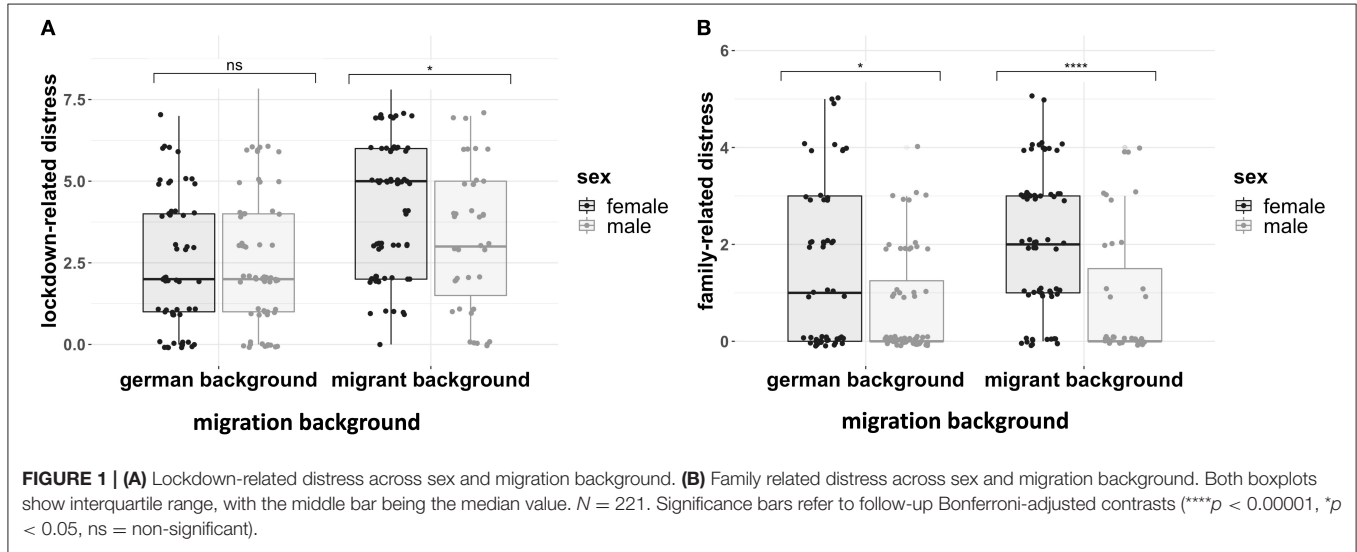 A
ns
*
lockdown-related distress
7.5
5.0
2.5
0.0
german background
migrant background
migration background
sex
female
male
B
*
****
family-related distress
6
4
2
0
german background
migrant background
migration background
sex
female
male
FIGURE 1 | (A) Lockdown-related distress across sex and migration background. (B) Family related distress across sex and migration background. Both boxplots
show interquartile range, with the middle bar being the median value. N = 221. Significance bars refer to follow-up Bonferroni-adjusted contrasts (****p < 0.00001, *p
< 0.05, ns = non-significant).